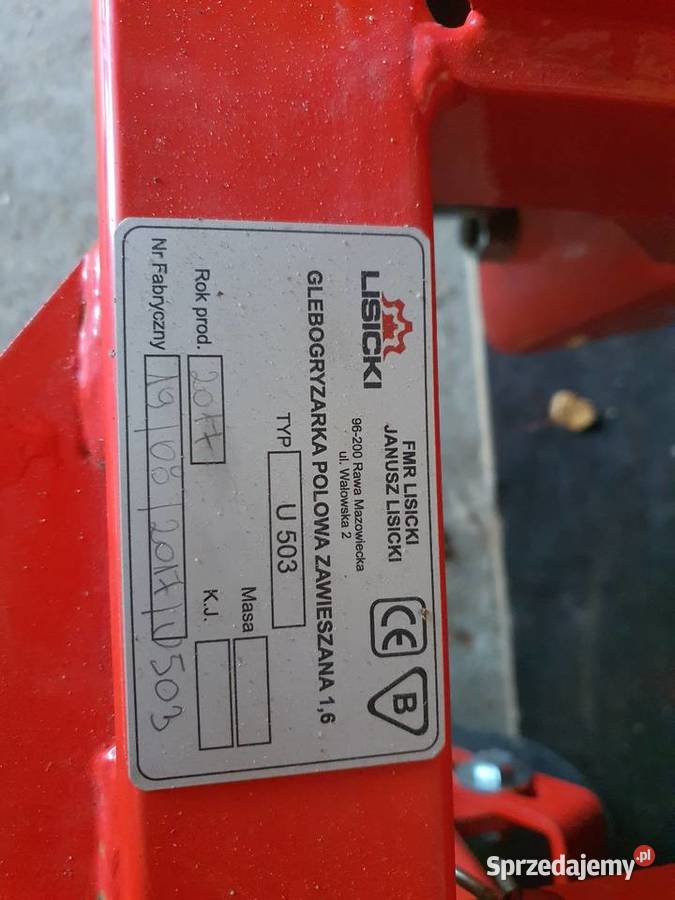 LISICKI
FMR LISICKI
JANUSZ LISICKI
96-200 Rawa Mazowiecka
ul. Wałowska 2
CE
B
GLEBOGRYZARKA POLOWA ZAWIESZANA 1,6
TYP U 503
Masa
Rok prod. 2017
K.J.
Nr Fabryczny 19/08/2017/U503
Sprzedajemy.pl